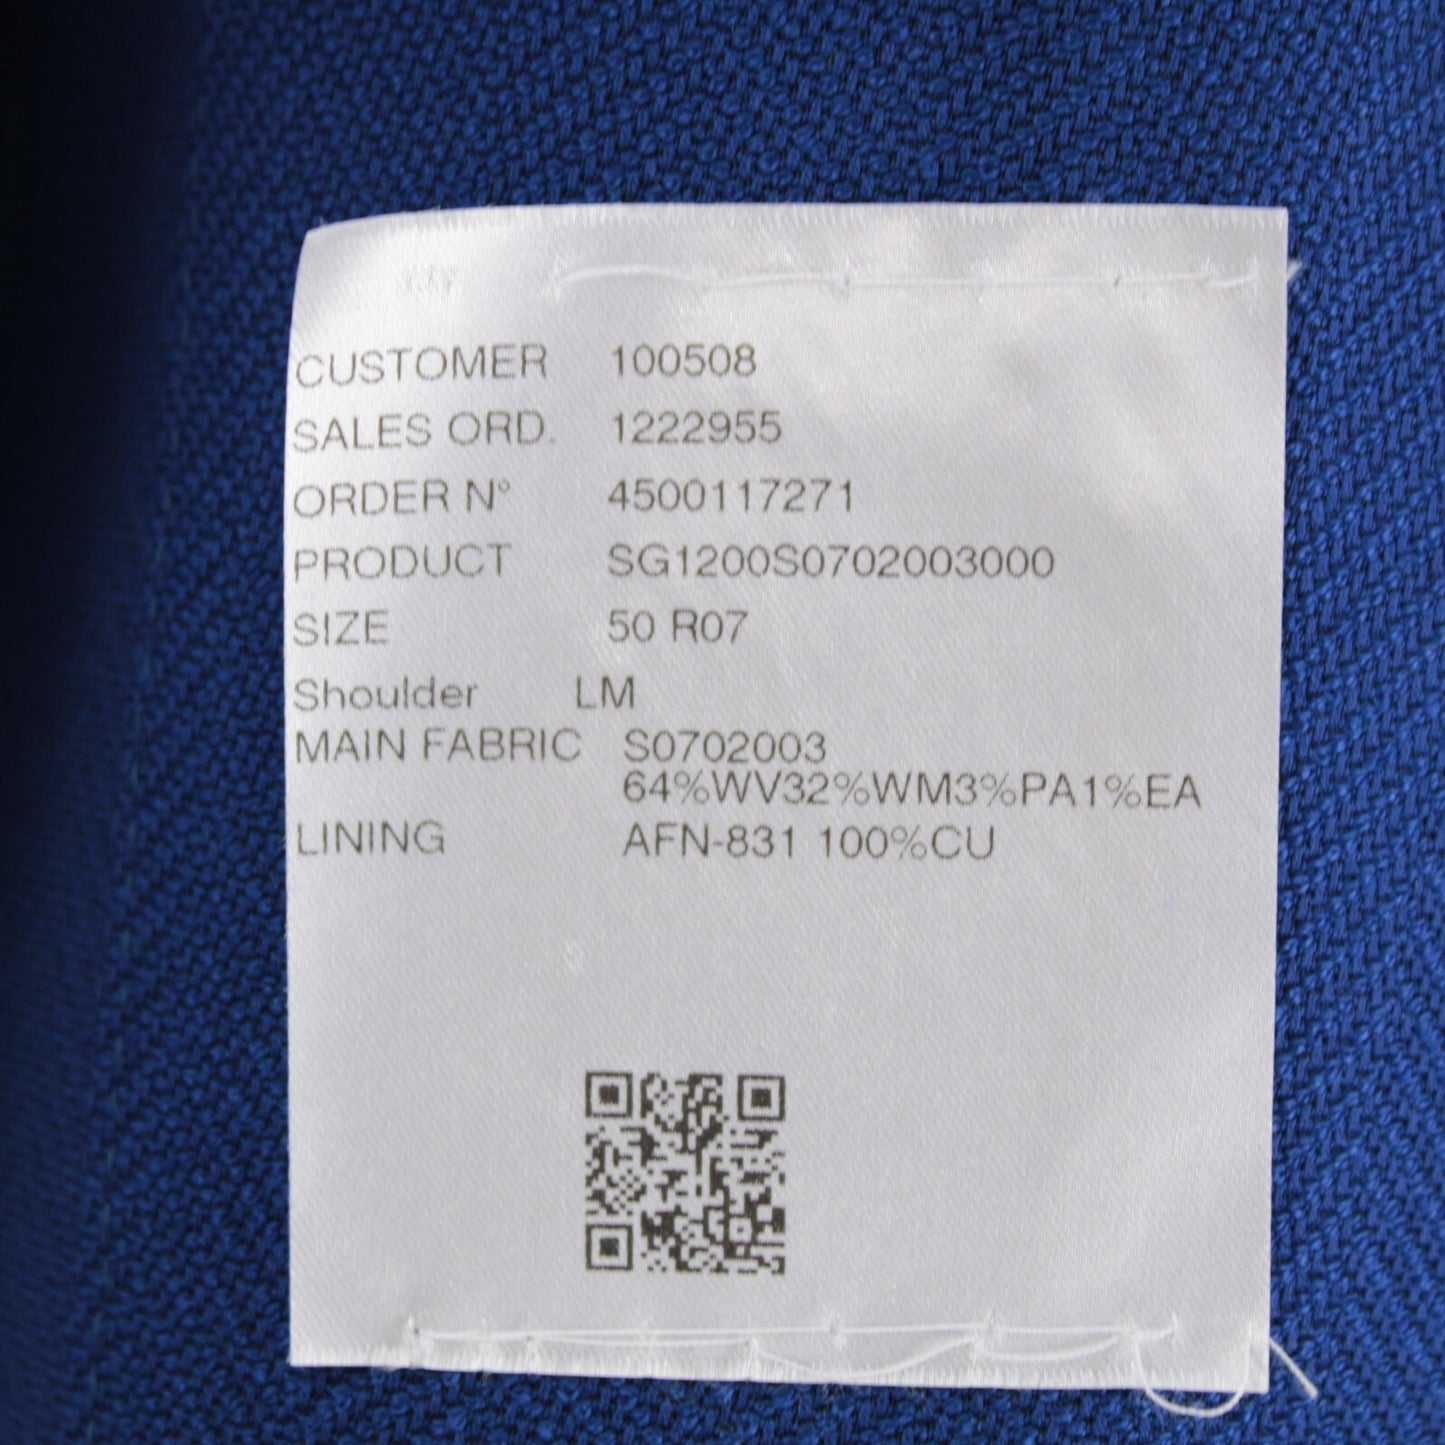 CUSTOMER 100508
SALES ORD. 1222955
ORDER N° 4500117271
PRODUCT SG1200S0702003000
SIZE 50 R07
Shoulder LM
MAIN FABRIC S0702003
64%WV32%WM3%PA1%EA
LINING AFN-831 100%CU